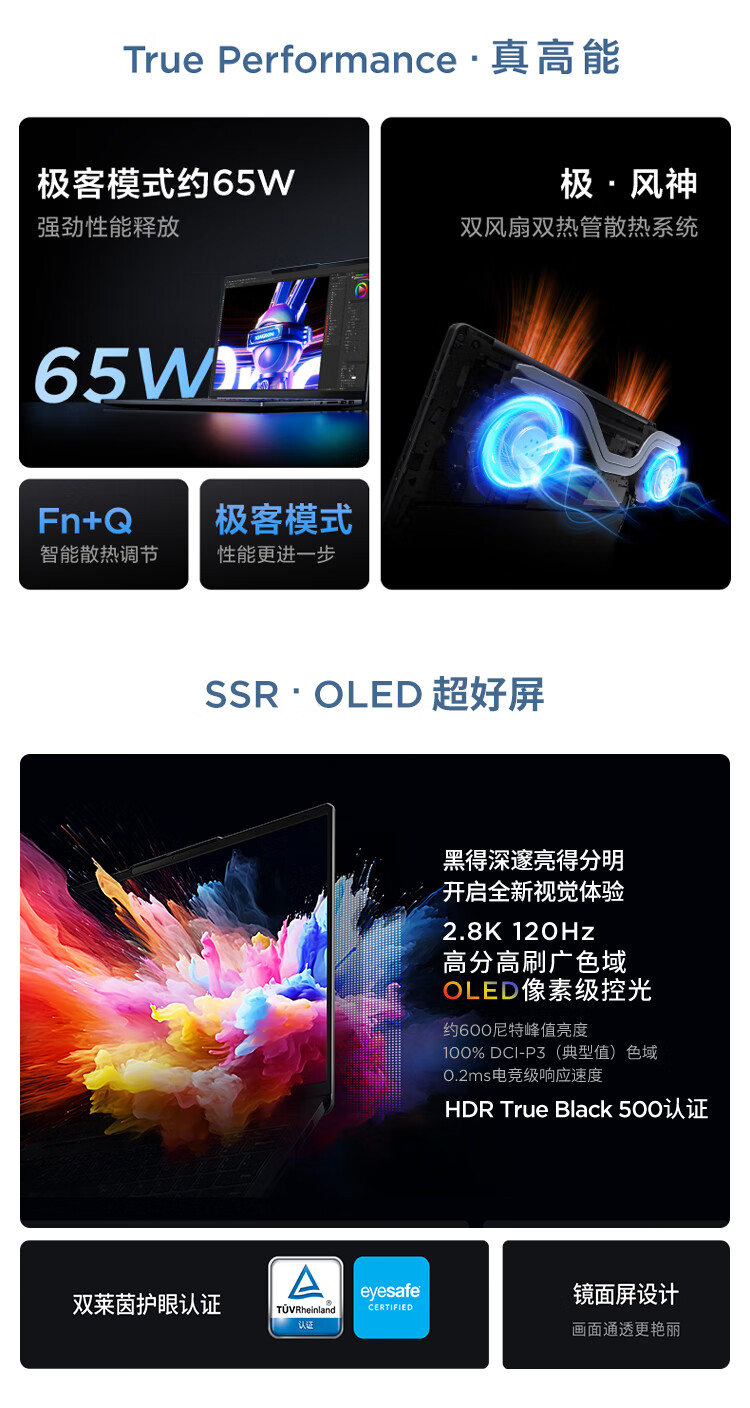 True Performance · 真高能
极客模式约65W
强劲性能释放
65W
极 · 风神
双风扇双热管散热系统
Fn+Q
智能散热调节
极客模式
性能更进一步
SSR · OLED 超好屏
黑得深邃亮得分明
开启全新视觉体验
2.8K 120Hz
高分高刷广色域
OLED像素级控光
约600尼特峰值亮度
100% DCI-P3（典型值）色域
0.2ms电竞级响应速度
HDR True Black 500认证
双莱茵护眼认证
TÜVRheinland®
认证
eyesafe®
CERTIFIED
镜面屏设计
画面通透更艳丽